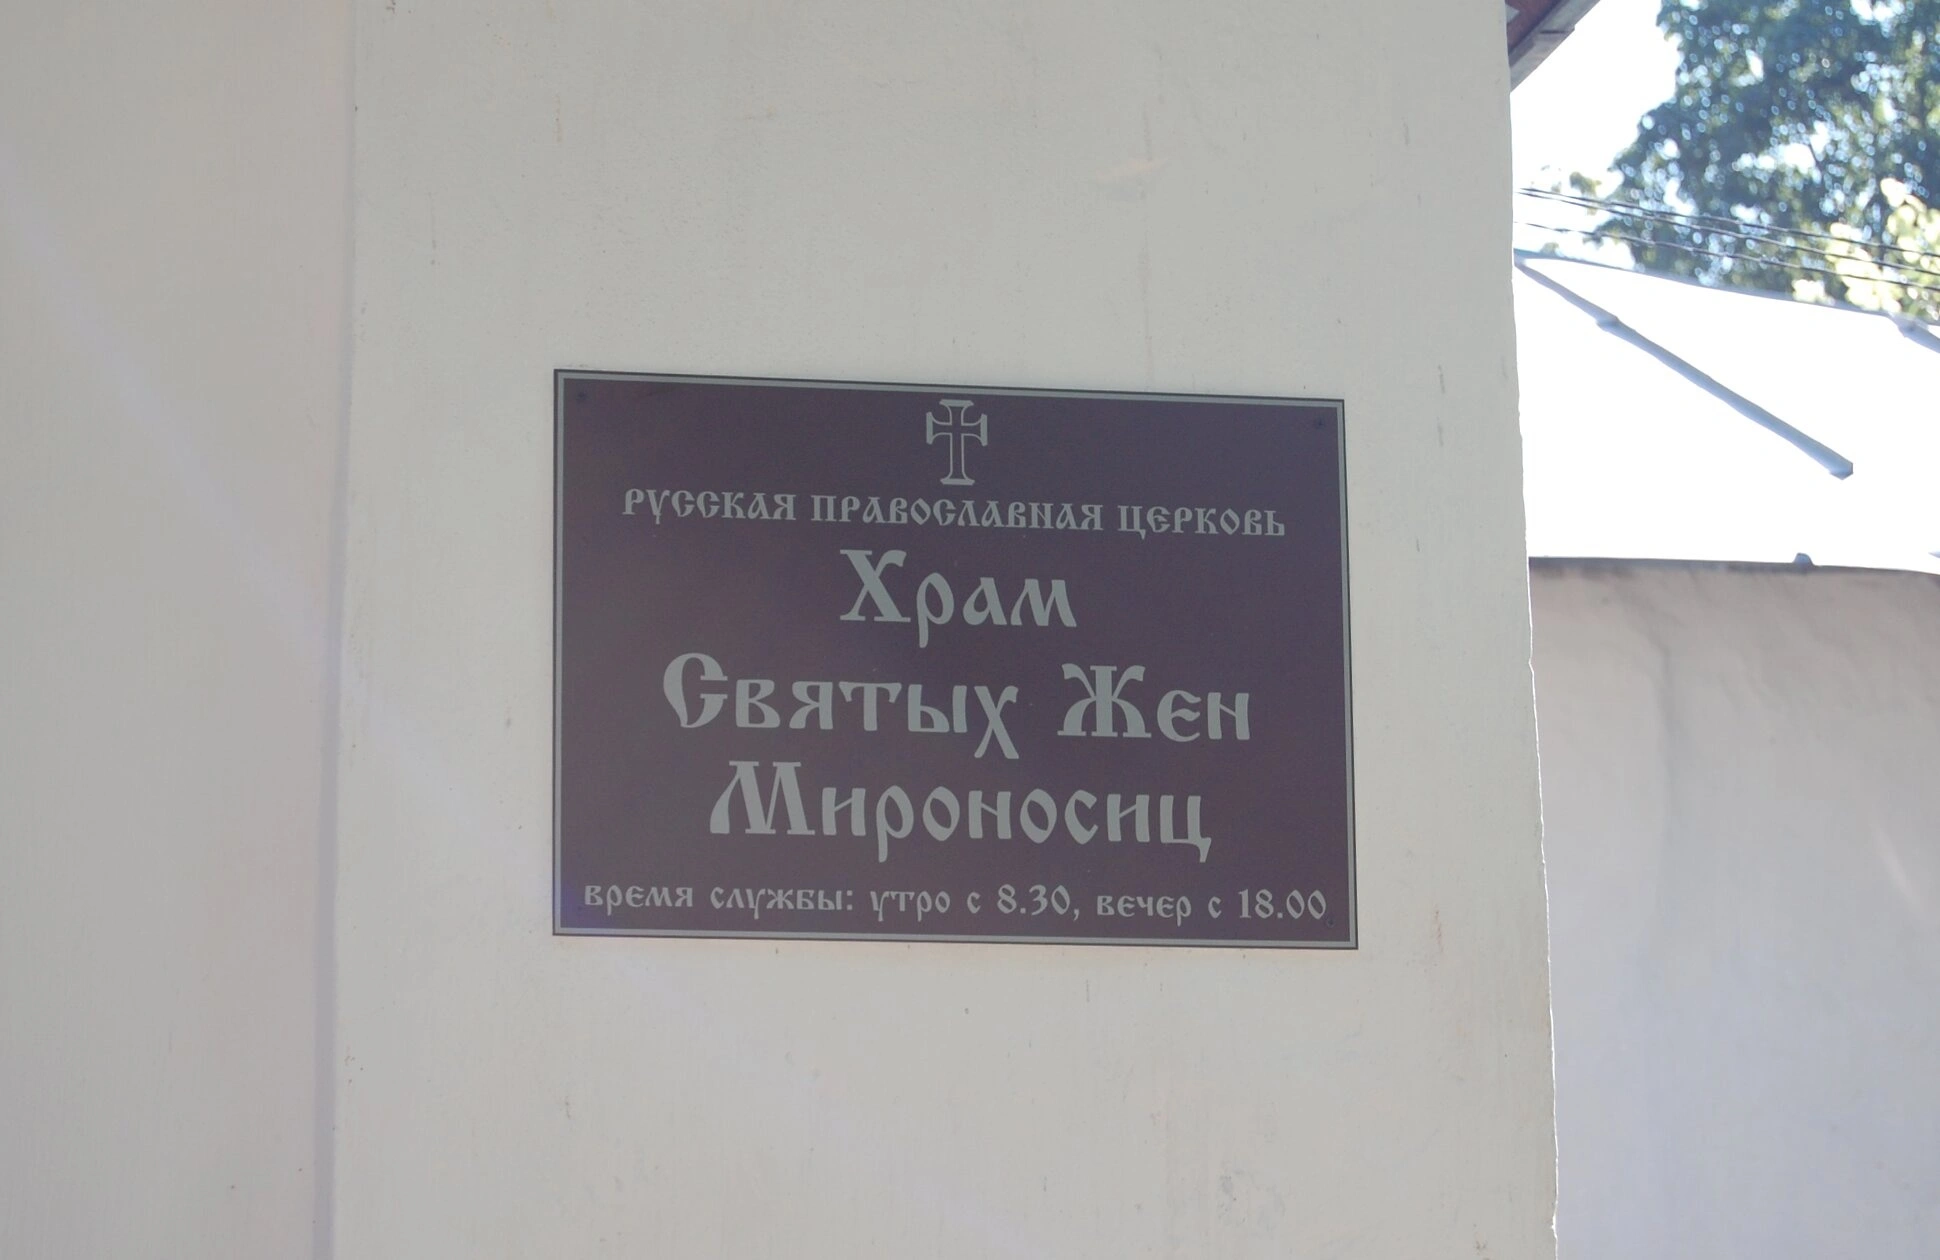 РУССКАЯ ПРАВОСЛАВНАЯ ЦЕРКОВЬ
Храм
Святых Жен
Мироносиц
время службы: утро с 8.30, вечер с 18.00